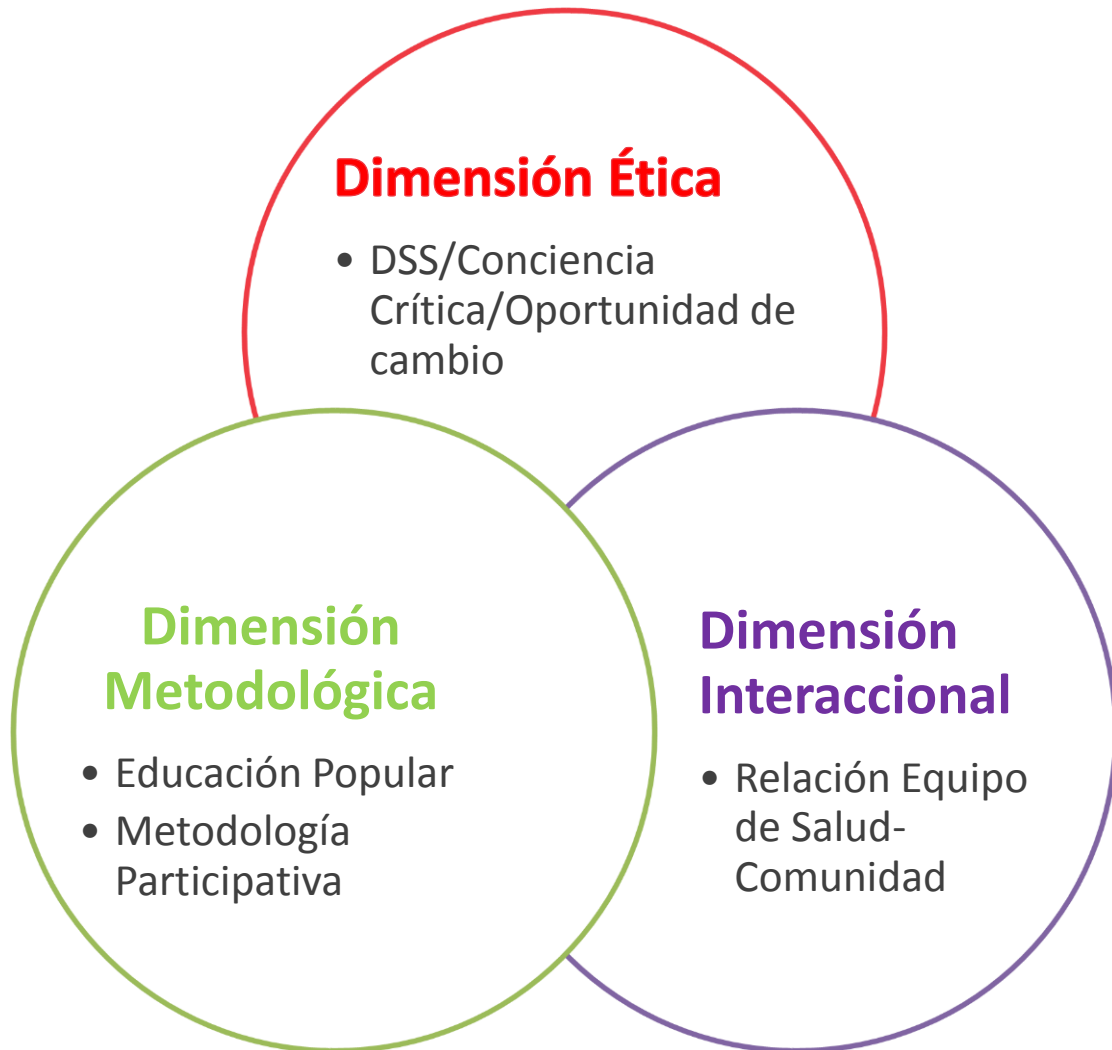 Dimensión Ética
• DSS/Conciencia
Crítica/Oportunidad de
cambio
Dimensión
Metodológica
• Educación Popular
• Metodología
Participativa
Dimensión
Interaccional
• Relación Equipo
de Salud-
Comunidad